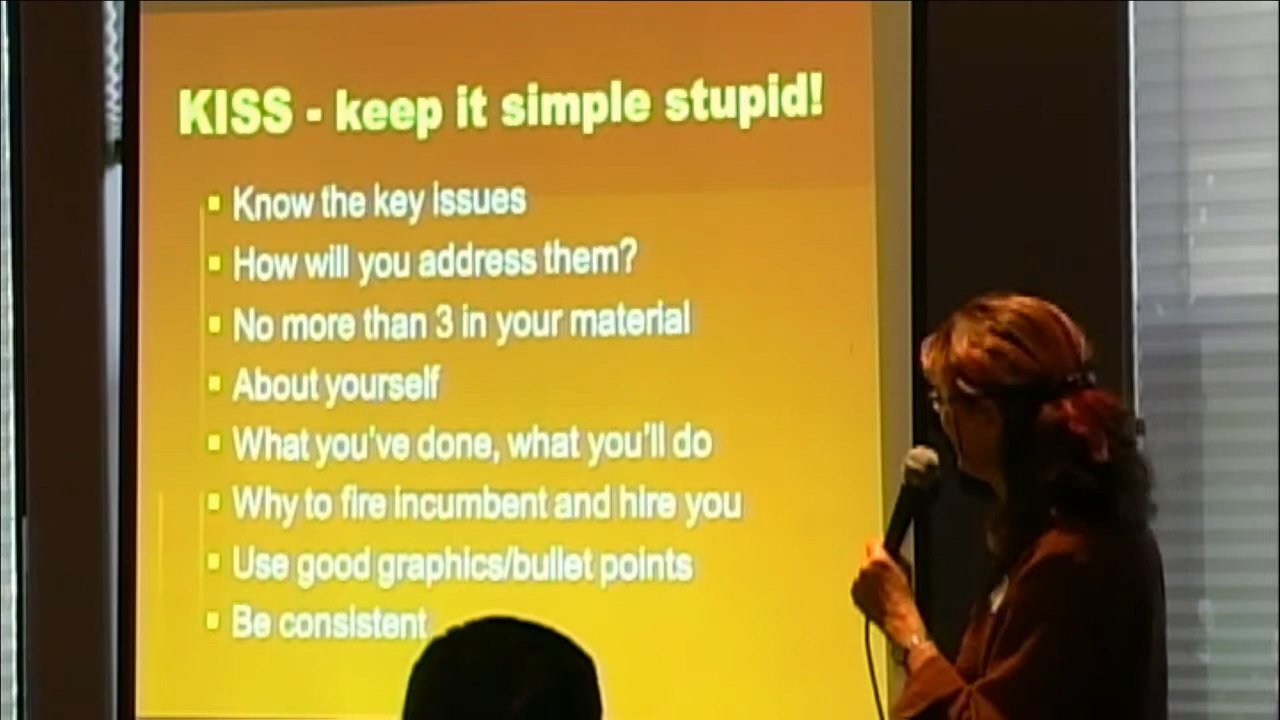 KISS - keep it simple stupid!
Know the key issues
How will you address them?
No more than 3 in your material
About yourself
What you've done, what you'll do
Why to fire incumbent and hire you
Use good graphics/bullet points
Be consistent